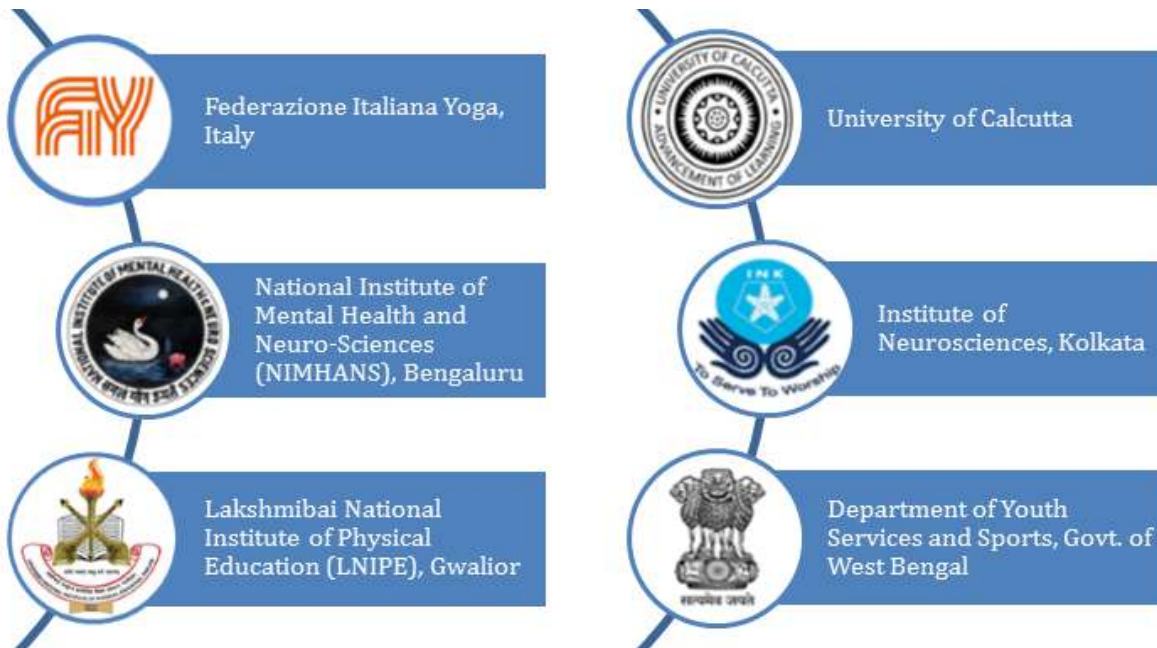 Federazione Italiana Yoga,
Italy
National Institute of
Mental Health and
Neuro-Sciences
(NIMHANS), Bengaluru
Lakshmibai National
Institute of Physical
Education (LNIPE), Gwalior
UNIVERSITY OF CALCUTTA
ADVANCEMENT OF LEARNING
University of Calcutta
INK
To Serve To Worship
Institute of
Neurosciences, Kolkata
सत्यमेव जयते
Department of Youth
Services and Sports, Govt. of
West Bengal